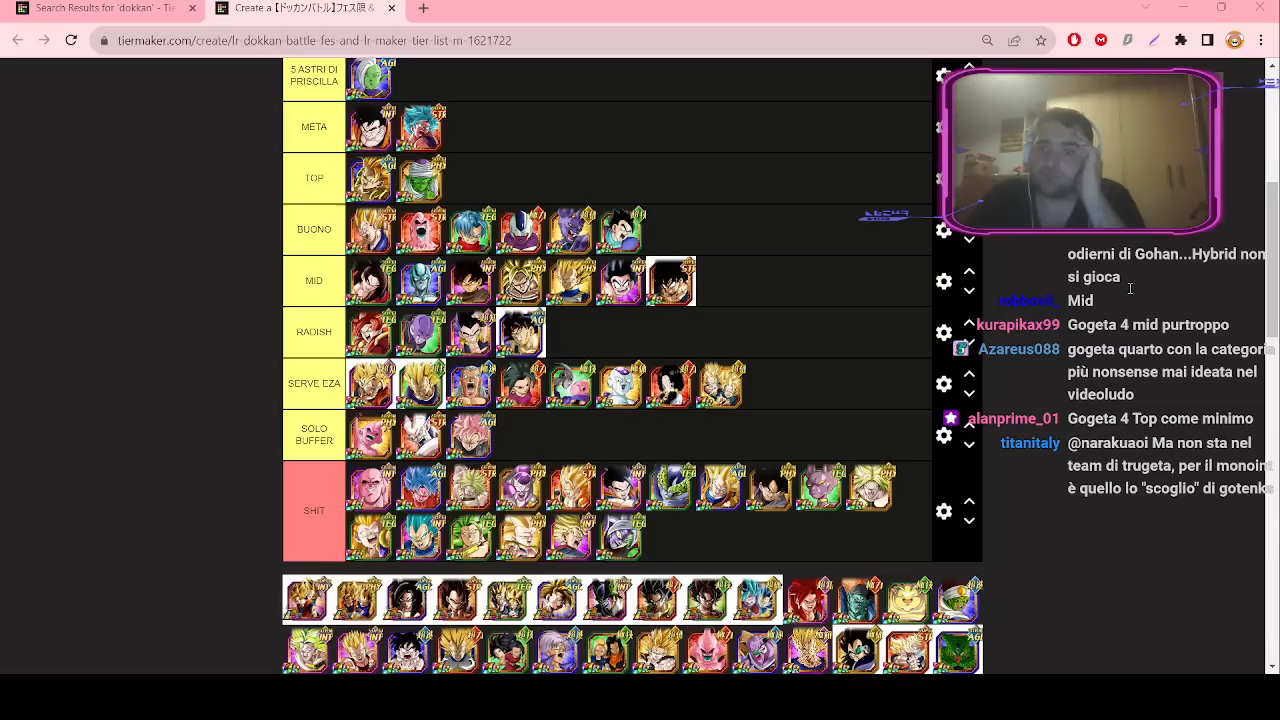 Search Results for 'dokkan' - Tier
Create a 【ドッカンバトル】フェス限 &
tiermaker.com/create/lr-dokkan-battle-fes-and-lr-maker-tier-list-m-1621722
5 ASTRI DI
PRISCILLA
META
TOP
BUONO
MID
RADISH
SERVE EZA
SOLO
BUFFER
SHIT
odierni di Gohan...Hybrid non
si gioca
Mid
kurapikax99 Gogeta 4 mid purtroppo
Azareus088 gogeta quarto con la categoria
più nonsense mai ideata nel
videoludo
alanprime_01 Gogeta 4 Top come minimo
titanitaly @narakuaoi Ma non sta nel
team di trugeta, per il monoin
è quello lo "scoglio" di gotenks